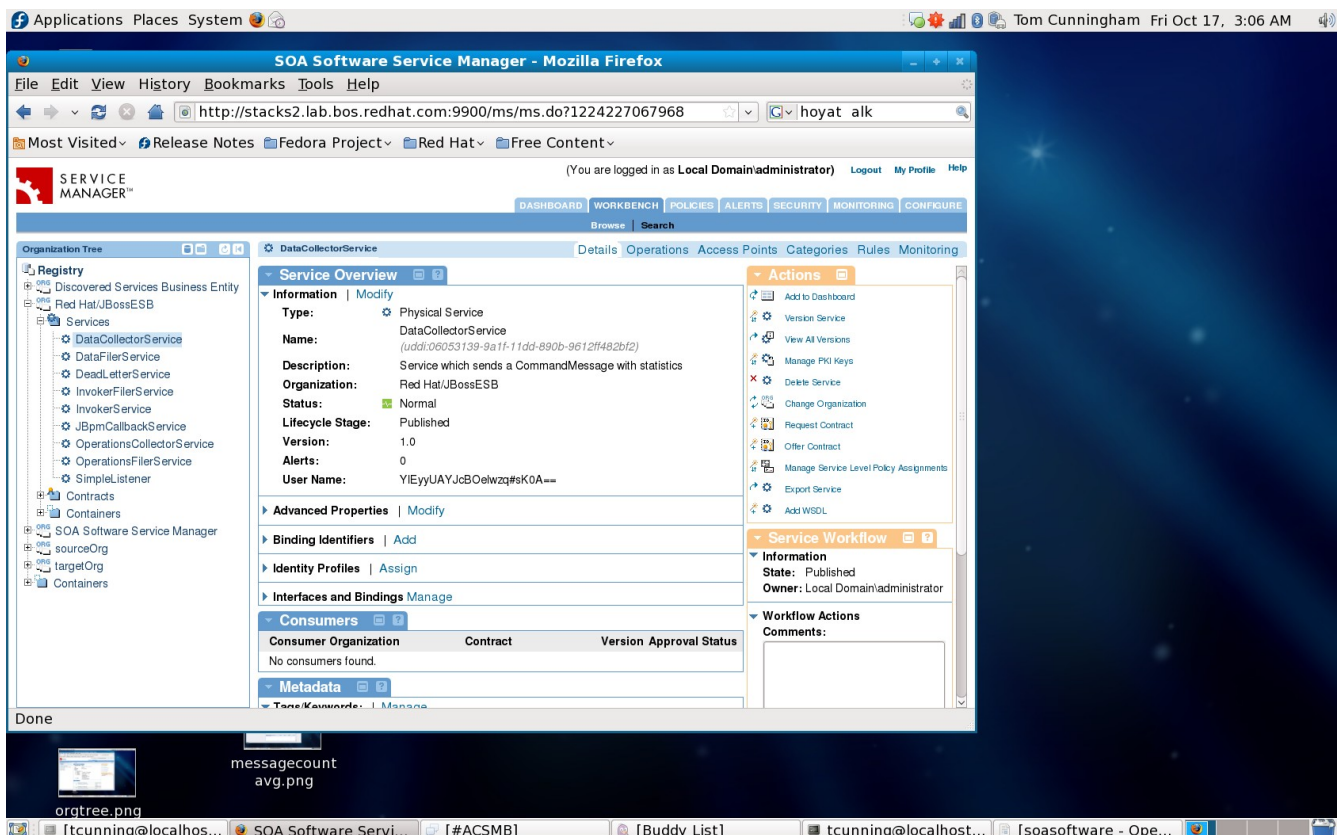 Applications Places System Tom Cunningham Fri Oct 17, 3:06 AM
SOA Software Service Manager - Mozilla Firefox
File Edit View History Bookmarks Tools Help
http://stacks2.lab.bos.redhat.com:9900/ms/ms.do?1224227067968 G hoyat alk
Most Visited Release Notes Fedora Project Red Hat Free Content
SERVICE
MANAGER™
(You are logged in as Local Domain\administrator) Logout My Profile Help
DASHBOARD WORKBENCH POLICIES ALERTS SECURITY MONITORING CONFIGURE
Browse | Search
Organization Tree
Registry
ORG Discovered Services Business Entity
ORG Red Hat/JBossESB
Services
DataCollectorService
DataFilerService
DeadLetterService
InvokerFilerService
InvokerService
JBpmCallbackService
OperationsCollectorService
OperationsFilerService
SimpleListener
Contracts
Containers
ORG SOA Software Service Manager
ORG sourceOrg
ORG targetOrg
Containers
DataCollectorService Details Operations Access Points Categories Rules Monitoring
Service Overview
Information | Modify
Type: Physical Service
Name: DataCollectorService
(uddi:06053139-9a1f-11dd-890b-9612ff482bf2)
Description: Service which sends a CommandMessage with statistics
Organization: Red Hat/JBossESB
Status: Normal
Lifecycle Stage: Published
Version: 1.0
Alerts: 0
User Name: YIEyyUAYJcBOelwzq#sK0A==
Advanced Properties | Modify
Binding Identifiers | Add
Identity Profiles | Assign
Interfaces and Bindings Manage
Consumers
Consumer Organization Contract Version Approval Status
No consumers found.
Metadata
Tags/Keywords: | Manage
Actions
Add to Dashboard
Version Service
View All Versions
Manage PKI Keys
Delete Service
Change Organization
Request Contract
Offer Contract
Manage Service Level Policy Assignments
Export Service
Add WSDL
Service Workflow
Information
State: Published
Owner: Local Domain\administrator
Workflow Actions
Comments:
Done
messagecount
avg.png
orgtree.png
[tcunning@localhos... SOA Software Servi... [#ACSMB] [Buddy List] tcunning@localhost... [soasoftware - Ope...